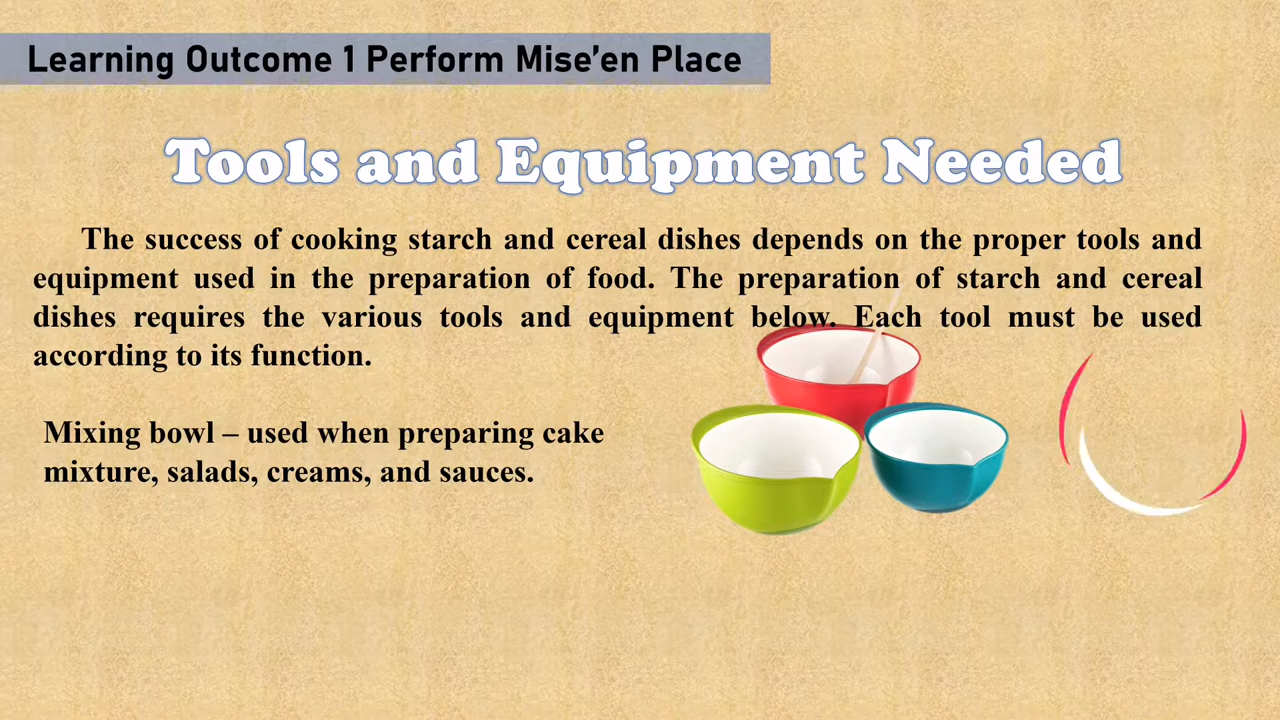 Learning Outcome 1 Perform Mise’en Place
Tools and Equipment Needed
The success of cooking starch and cereal dishes depends on the proper tools and
equipment used in the preparation of food. The preparation of starch and cereal
dishes requires the various tools and equipment below. Each tool must be used
according to its function.
Mixing bowl – used when preparing cake
mixture, salads, creams, and sauces.